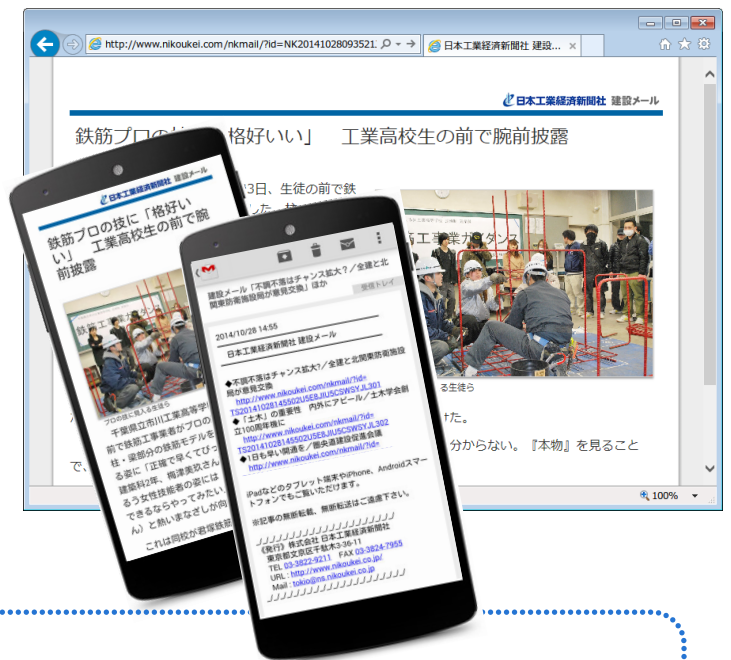 http://www.nikoukei.com/nkmail/?id=NK20141028093521
日本工業経済新聞社 建設...
日本工業経済新聞社 建設メール
鉄筋プロの
格好いい」 工業高校生の前で腕前披露
3日、生徒の前で鉄
る生徒ら
けた。
分からない。『本物』を見ること
で、
100%
日本工業経済新聞社 建設メール
鉄筋プロの技に「格好い
い」 工業高校生の前で腕
前披露
プロの技に見入る生徒ら
千葉県立市川工業高等学
前で鉄筋工事業者がプロの
柱・梁部分の鉄筋モデルを
る姿に「正確で早くてびっ
建築科2年、梅津美玖さん
るう女性技能者の姿には「
できるならやってみたい
ん）と熱いまなざしが向
これは同校が君塚鉄筋
建設メール「不調不落はチャンス拡大？／全建と北
関東防衛施設局が意見交換」ほか
受信トレイ
2014/10/28 14:55
日本工業経済新聞社 建設メール
◆不調不落はチャンス拡大?／全建と北関東防衛施設
局が意見交換
http://www.nikoukei.com/nkmail/?id=
TS20141028145502U5E8JIU5CSWSYJL301
◆「土木」の重要性 内外にアピール／土木学会創
立100周年機に
http://www.nikoukei.com/nkmail/?id=
TS20141028145502U5E8JIU5CSWSYJL302
◆1日も早い開通を／圏央道建設促進会議
http://www.nikoukei.com/nkmail/?id=
iPadなどのタブレット端末やiPhone、Androidスマー
トフォンでもご覧いただけます。
※記事の無断転載、無断転送はご遠慮下さい。
《発行》株式会社 日本工業経済新聞社
東京都文京区千駄木3-36-11
TEL 03-3822-9211 FAX 03-3824-7955
URL : http://www.nikoukei.co.jp/
Mail : tokio@ns.nikoukei.co.jp